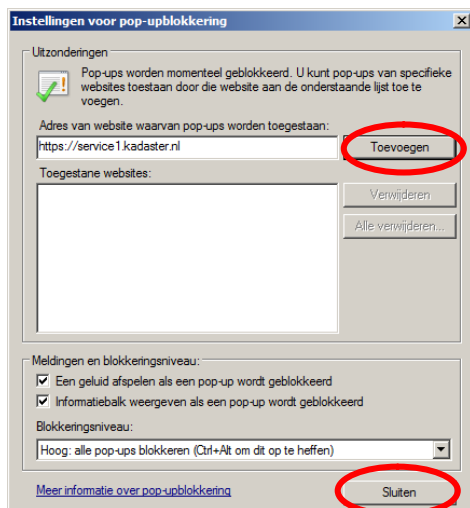 Instellingen voor pop-upblokkering
Uitzonderingen
Pop-ups worden momenteel geblokkeerd. U kunt pop-ups van specifieke
websites toestaan door die website aan de onderstaande lijst toe te
voegen.
Adres van website waarvan pop-ups worden toegestaan:
https://service1.kadaster.nl
Toevoegen
Toegestane websites:
Verwijderen
Alle verwijderen...
Meldingen en blokkeringsniveau:
Een geluid afspelen als een pop-up wordt geblokkeerd
Informatiebalk weergeven als een pop-up wordt geblokkeerd
Blokkeringsniveau:
Hoog: alle pop-ups blokkeren (Ctrl+Alt om dit op te heffen)
Meer informatie over pop-upblokkering
Sluiten